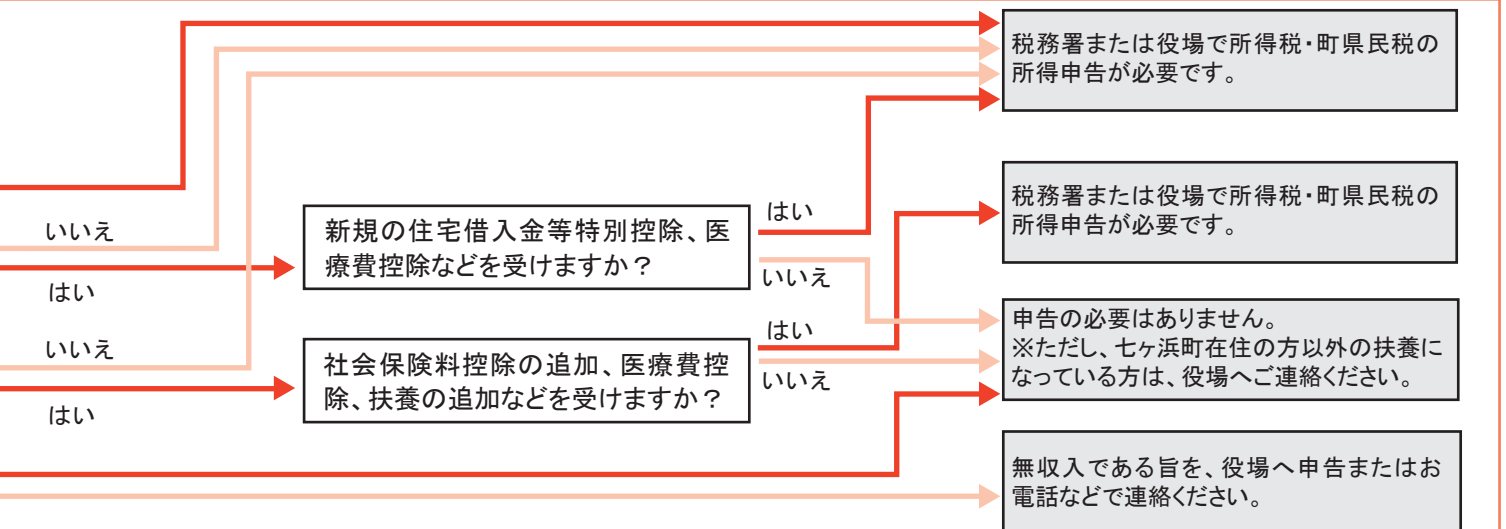 税務署または役場で所得税・町県民税の
所得申告が必要です。
税務署または役場で所得税・町県民税の
所得申告が必要です。
はい
いいえ
新規の住宅借入金等特別控除、医
療費控除などを受けますか？
いいえ
はい
申告の必要はありません。
※ただし、七ヶ浜町在住の方以外の扶養に
なっている方は、役場へご連絡ください。
はい
いいえ
社会保険料控除の追加、医療費控
除、扶養の追加などを受けますか？
いいえ
はい
無収入である旨を、役場へ申告またはお
電話などで連絡ください。